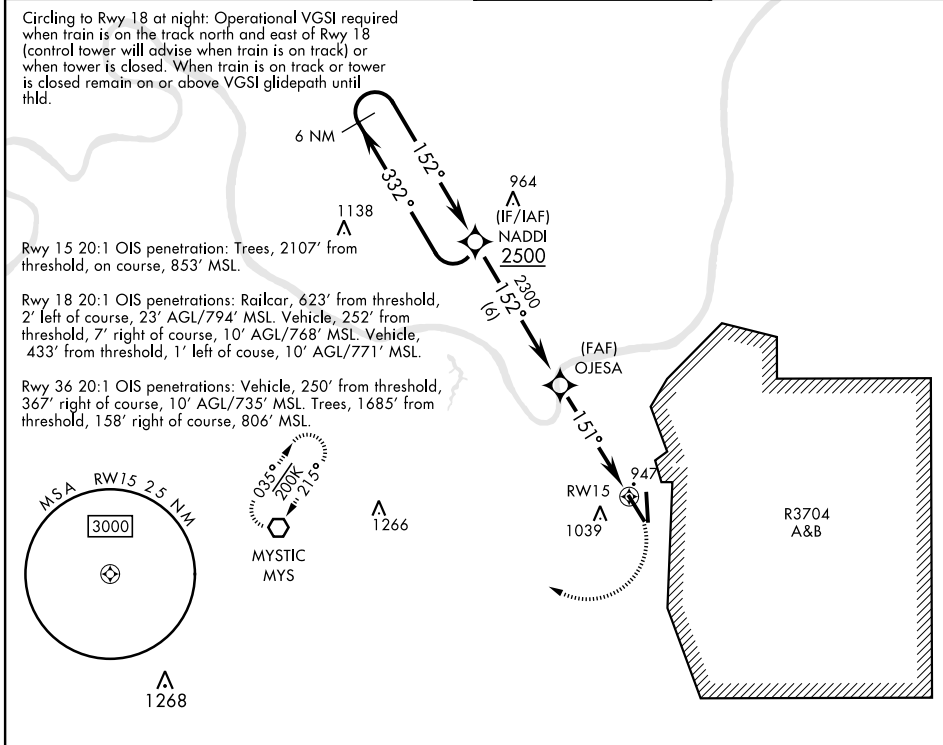 Circling to Rwy 18 at night: Operational VGSI required
when train is on the track north and east of Rwy 18
(control tower will advise when train is on track) or
when tower is closed. When train is on track or tower
is closed remain on or above VGSI glidepath until
thld.
6 NM
152°
332°
964
(IF/IAF)
NADDI
2500
1138
Rwy 15 20:1 OIS penetration: Trees, 2107' from
threshold, on course, 853' MSL.
2300
152°
(6)
Rwy 18 20:1 OIS penetrations: Railcar, 623' from threshold,
2' left of course, 23' AGL/794' MSL. Vehicle, 252' from
threshold, 7' right of course, 10' AGL/768' MSL. Vehicle,
433' from threshold, 1' left of couse, 10' AGL/771' MSL.
(FAF)
OJESA
Rwy 36 20:1 OIS penetrations: Vehicle, 250' from threshold,
367' right of course, 10' AGL/735' MSL. Trees, 1685' from
threshold, 158' right of course, 806' MSL.
151°
MSA RW15 25 NM
3000
035°
200K
215°
MYSTIC
MYS
1266
947
RW15
1039
R3704
A&B
1268